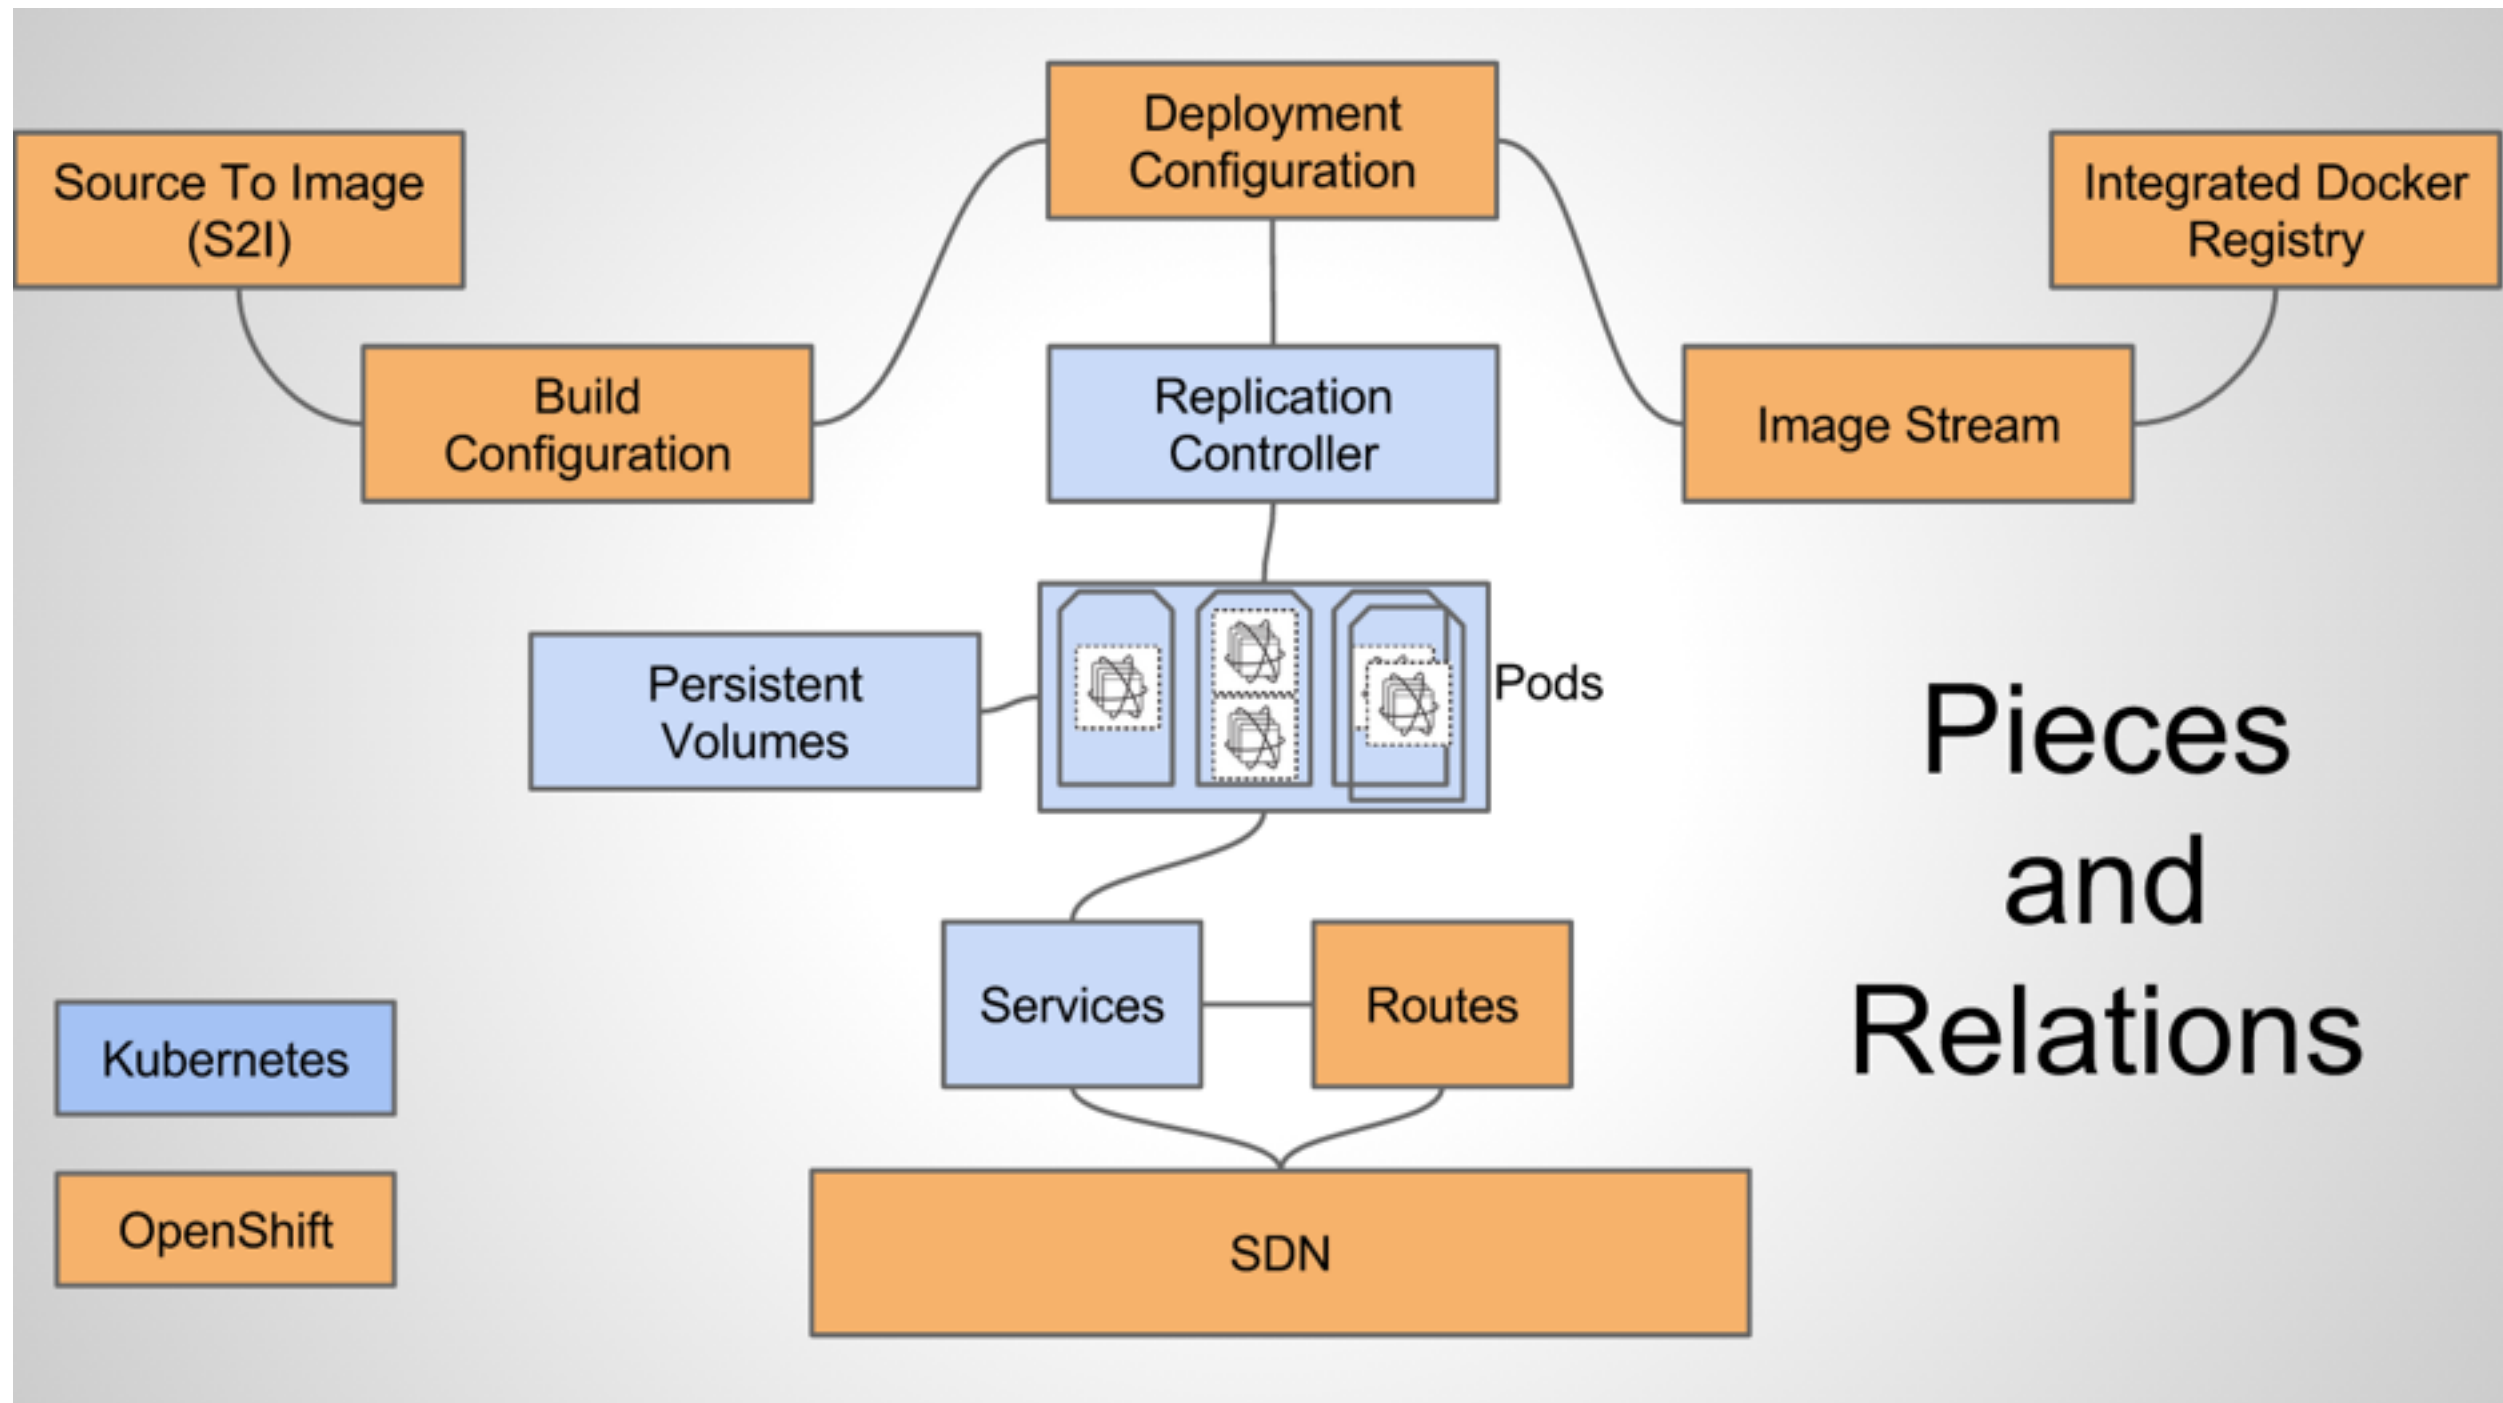 Deployment
Configuration
Source To Image
(S2I)
Integrated Docker
Registry
Build
Configuration
Replication
Controller
Image Stream
Persistent
Volumes
Pods
Pieces
and
Relations
Services
Routes
Kubernetes
OpenShift
SDN